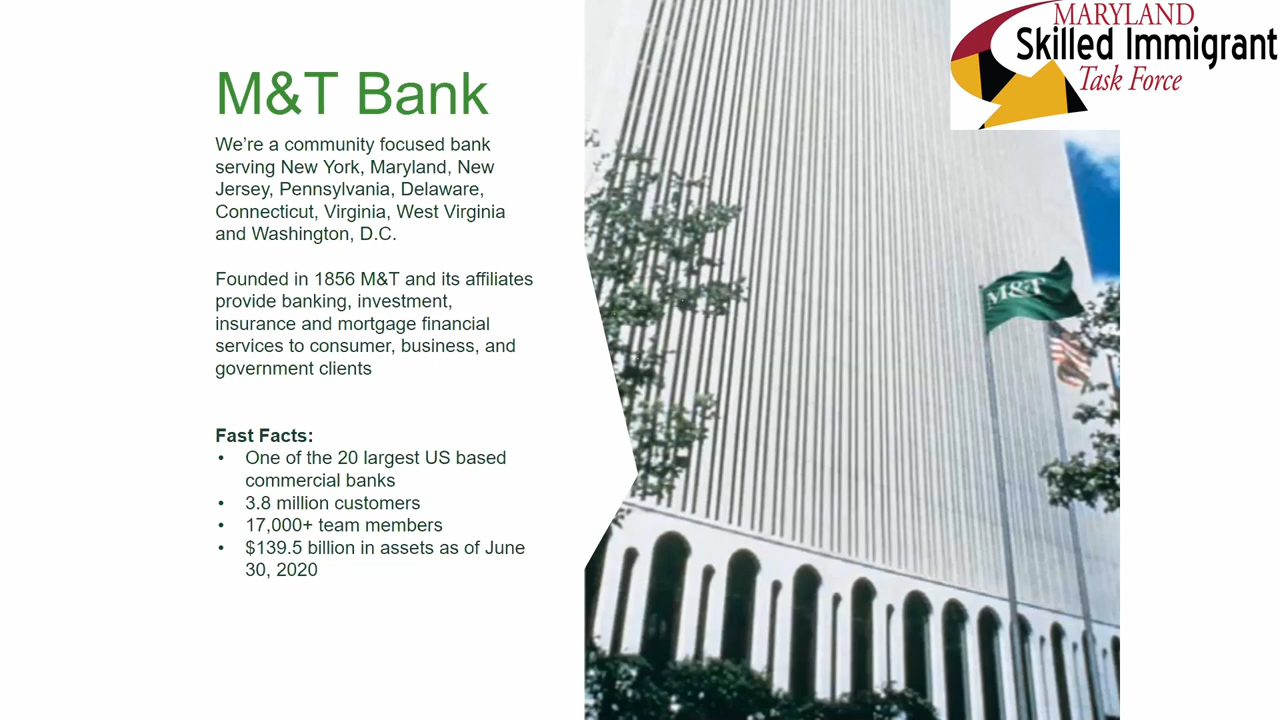 MARYLAND
Skilled Immigrant
Task Force
M&T Bank
We’re a community focused bank
serving New York, Maryland, New
Jersey, Pennsylvania, Delaware,
Connecticut, Virginia, West Virginia
and Washington, D.C.
Founded in 1856 M&T and its affiliates
provide banking, investment,
insurance and mortgage financial
services to consumer, business, and
government clients
Fast Facts:
• One of the 20 largest US based
commercial banks
• 3.8 million customers
• 17,000+ team members
• $139.5 billion in assets as of June
30, 2020
M&T